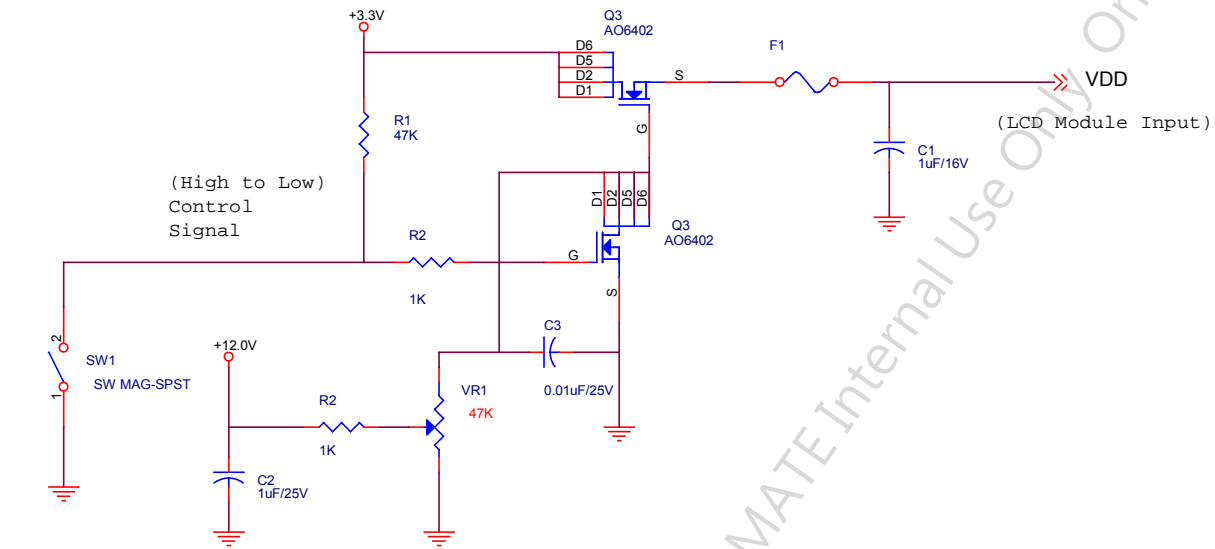 +3.3V
Q3
AO6402
D6
D5
D2
D1
S
G
F1
VDD
(LCD Module Input)
R1
47K
C1
1uF/16V
(High to Low)
Control
Signal
D1
D2
D5
D6
Q3
AO6402
R2
1K
G
S
2
1
SW1
SW MAG-SPST
+12.0V
C3
0.01uF/25V
VR1
47K
R2
1K
C2
1uF/25V
MATE Internal Use Only